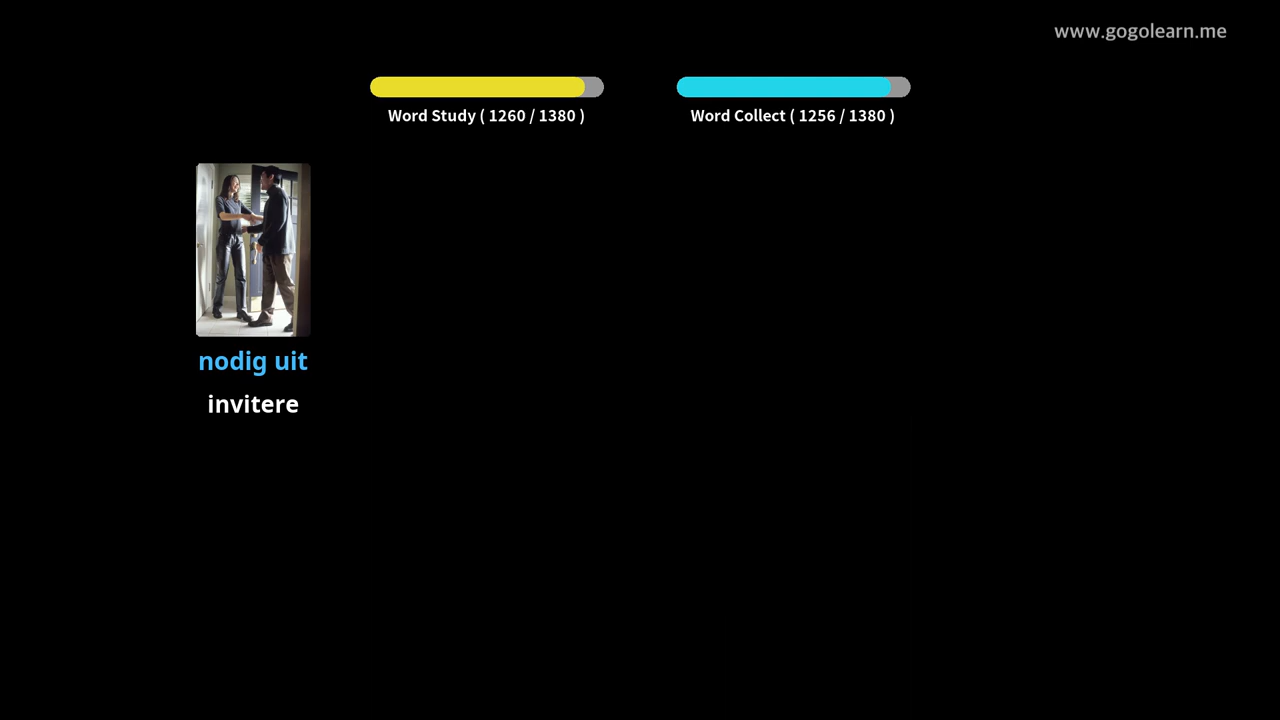 www.gogolearn.me
Word Study ( 1260 / 1380 )
Word Collect ( 1256 / 1380 )
nodig uit
invitere